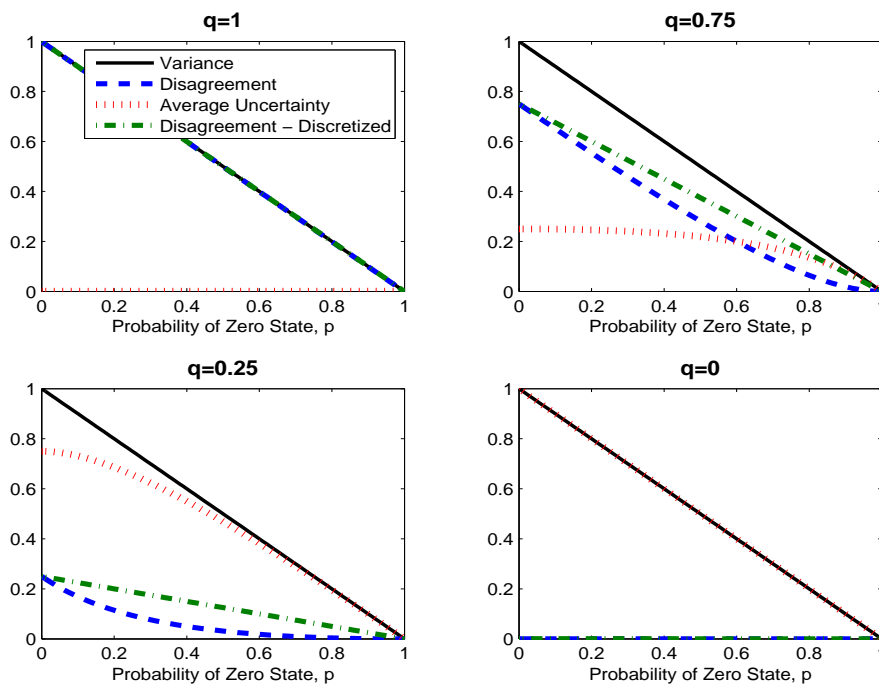 q=1
1
0.8
0.6
0.4
0.2
0
0 0.2 0.4 0.6 0.8 1
Probability of Zero State, p
Variance
Disagreement
Average Uncertainty
Disagreement − Discretized
q=0.75
1
0.8
0.6
0.4
0.2
0
0 0.2 0.4 0.6 0.8 1
Probability of Zero State, p
q=0.25
1
0.8
0.6
0.4
0.2
0
0 0.2 0.4 0.6 0.8 1
Probability of Zero State, p
q=0
1
0.8
0.6
0.4
0.2
0
0 0.2 0.4 0.6 0.8
Probability of Zero State, p